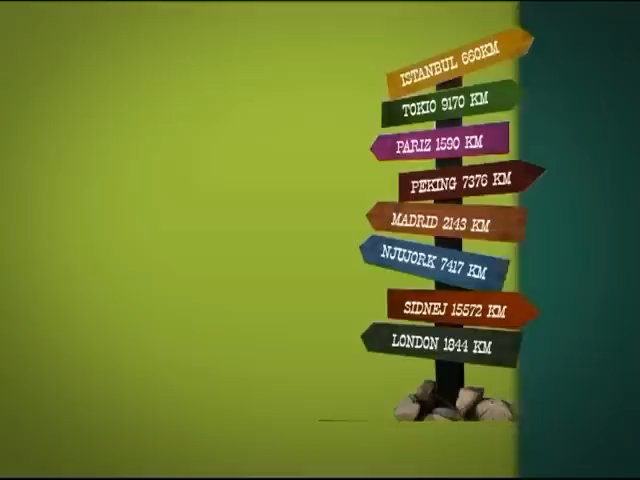 ISTANBUL 660KM
TOKIO 9170 KM
PARIZ 1590 KM
PEKING 7376 KM
MADRID 2143 KM
NJUJORK 7417 KM
SIDNEJ 15572 KM
LONDON 1844 KM